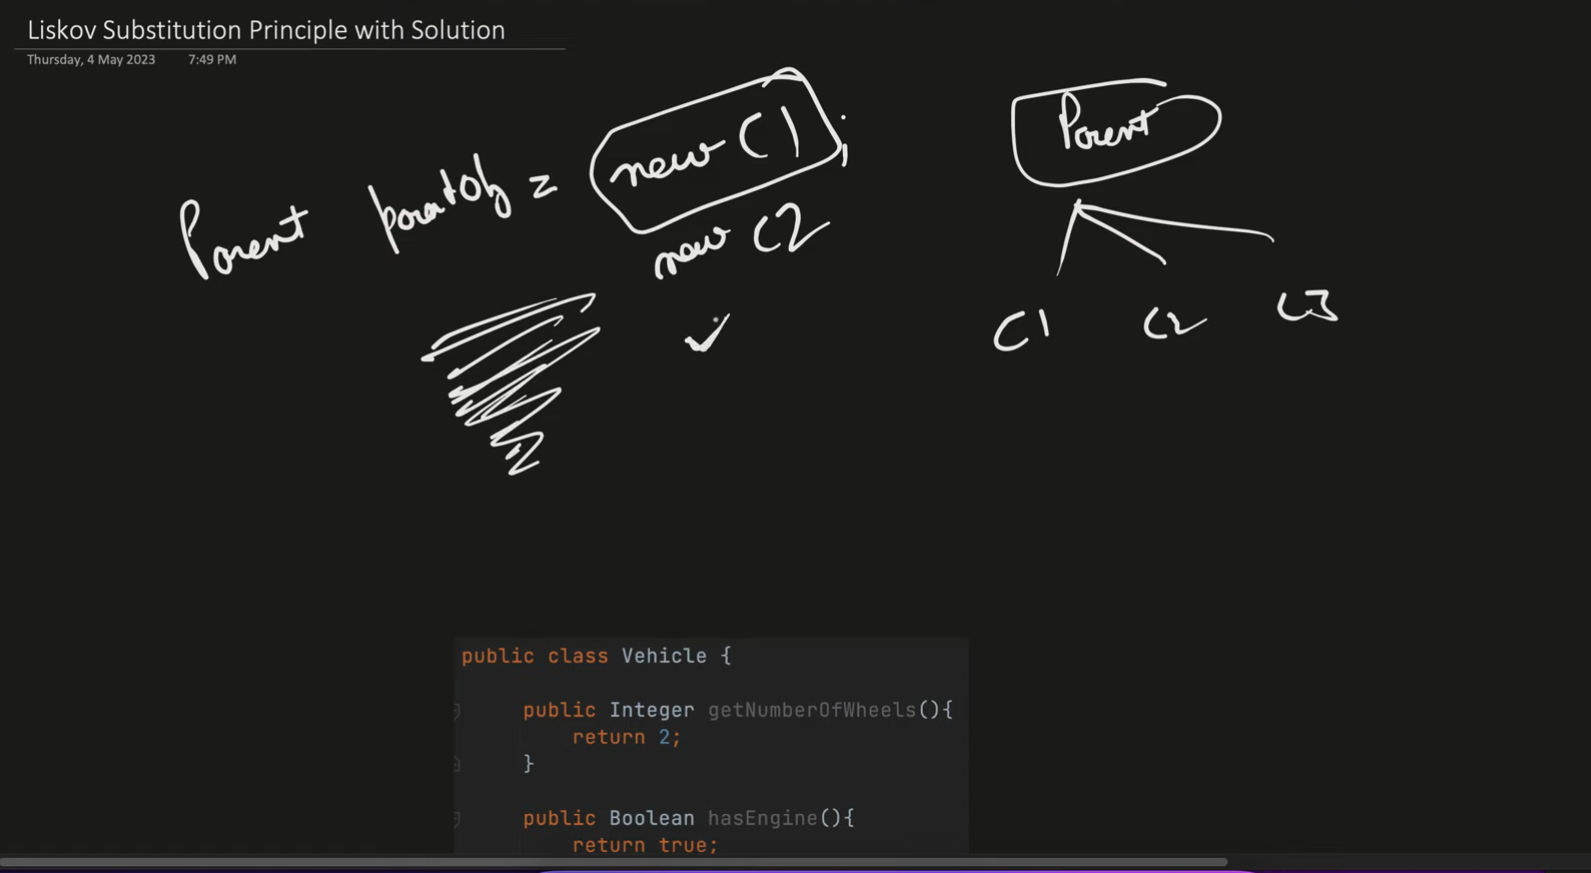 Liskov Substitution Principle with Solution
Thursday, 4 May 2023 7:49 PM
Parent parentObj = new C1;
new C2
Parent
C1 C2 C3
public class Vehicle {
public Integer getNumberOfWheels(){
return 2;
}
public Boolean hasEngine(){
return true;